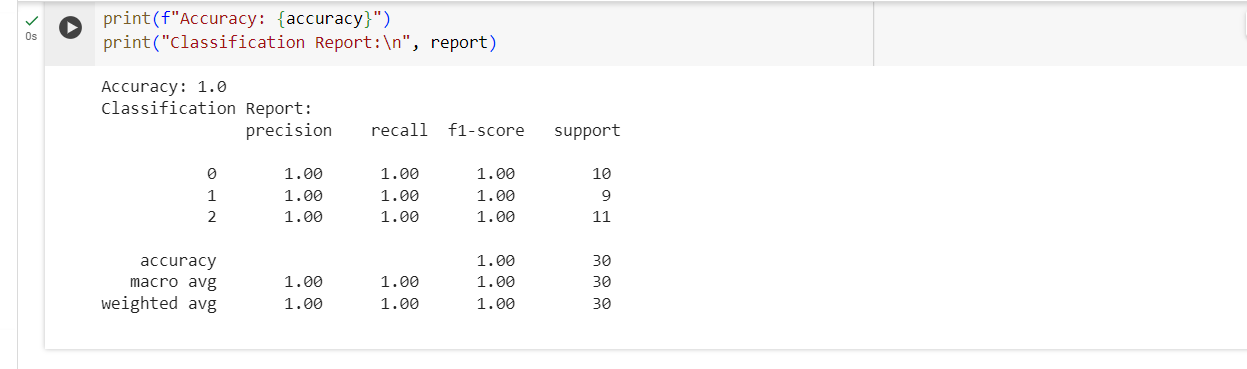 print(f"Accuracy: {accuracy}")
print("Classification Report:\n", report)
0s
Accuracy: 1.0
Classification Report:
precision recall f1-score support
0 1.00 1.00 1.00 10
1 1.00 1.00 1.00 9
2 1.00 1.00 1.00 11
accuracy 1.00 30
macro avg 1.00 1.00 1.00 30
weighted avg 1.00 1.00 1.00 30